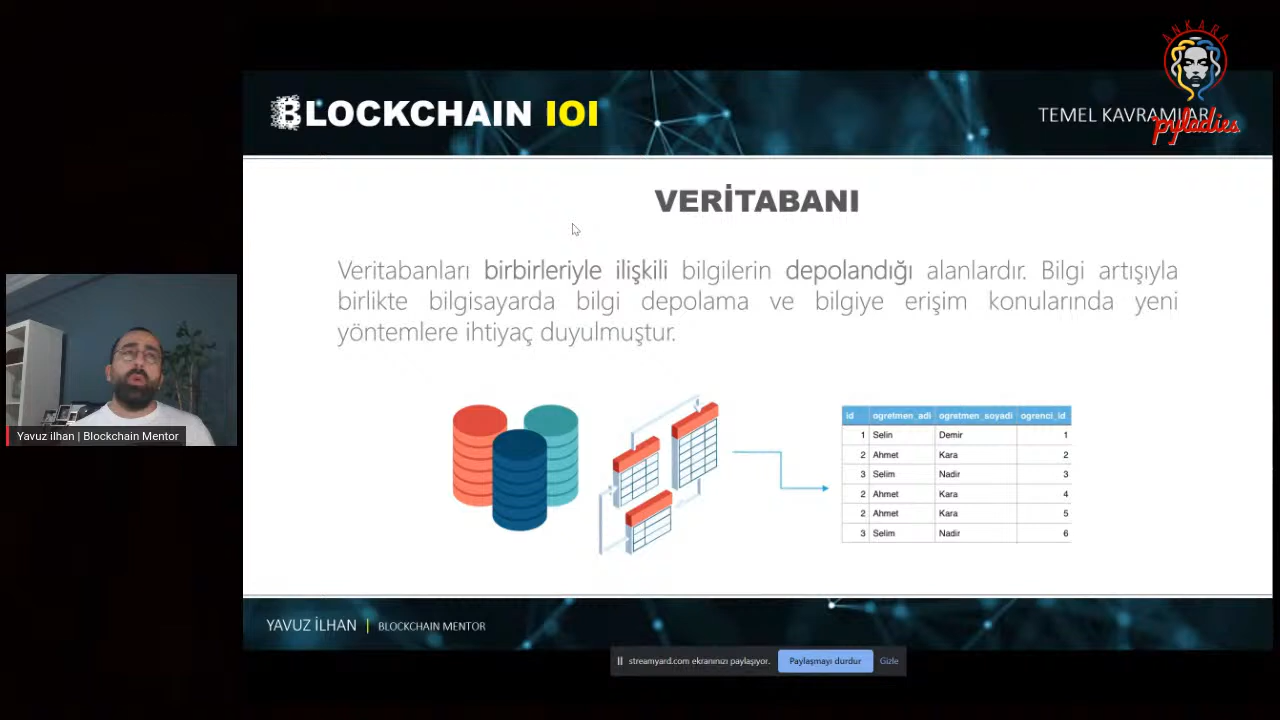 ANKARA
pyladies
BLOCKCHAIN 101
TEMEL KAVRAMLAR
VERİTABANI
Veritabanları birbirleriyle ilişkili bilgilerin depolandığı alanlardır. Bilgi artışıyla
birlikte bilgisayarda bilgi depolama ve bilgiye erişim konularında yeni
yöntemlere ihtiyaç duyulmuştur.
id ogretmen_adi ogretmen_soyadi ogrenci_id
1 Selin Demir 1
2 Ahmet Kara 2
3 Selim Nadir 3
2 Ahmet Kara 4
2 Ahmet Kara 5
3 Selim Nadir 6
Yavuz ilhan | Blockchain Mentor
YAVUZ İLHAN | BLOCKCHAIN MENTOR
streamyard.com ekranınızı paylaşıyor. Paylaşmayı durdur Gizle